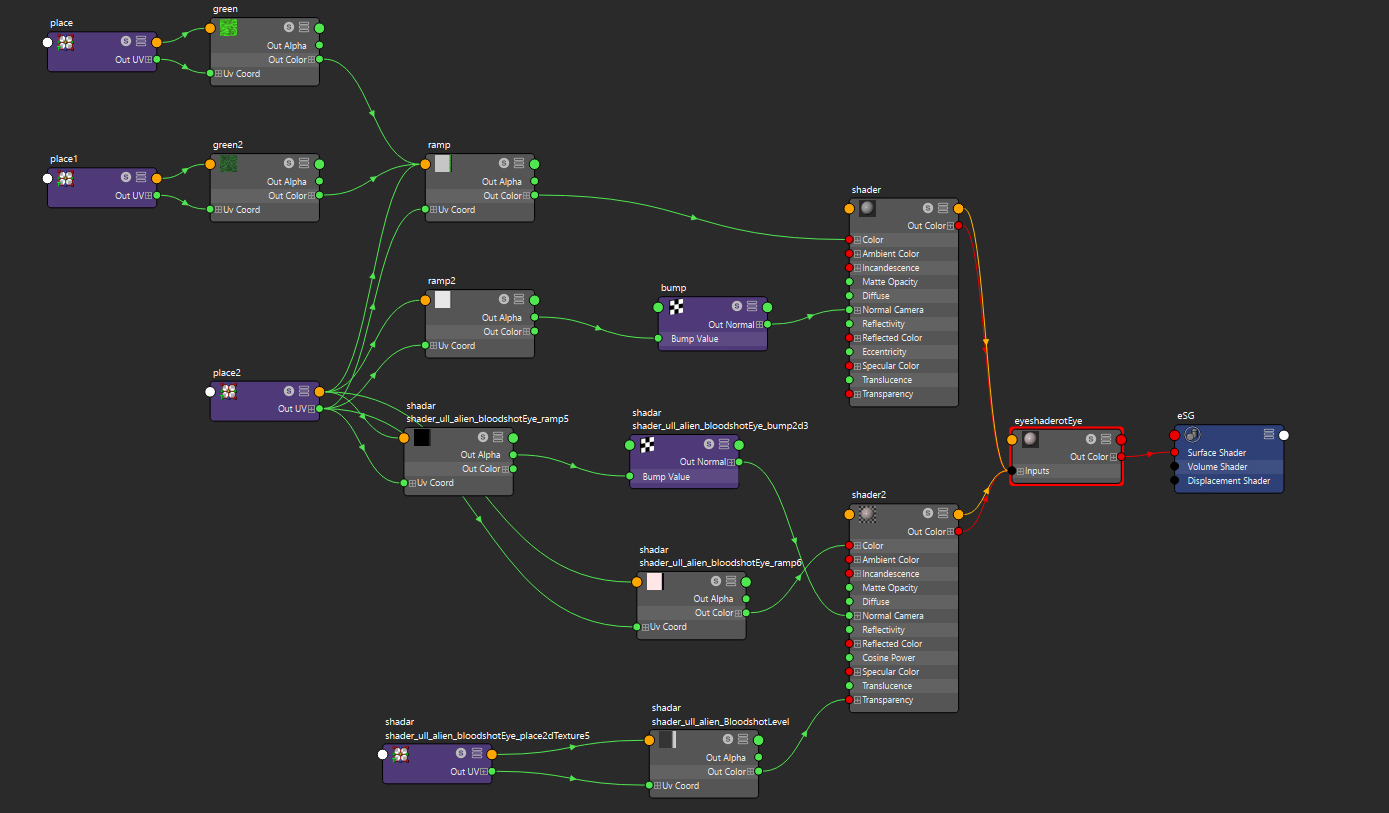 place
Out UV
green
Out Alpha
Out Color
Uv Coord
place1
Out UV
green2
Out Alpha
Out Color
Uv Coord
ramp
Out Alpha
Out Color
Uv Coord
ramp2
Out Alpha
Out Color
Uv Coord
bump
Out Normal
Bump Value
shader
Out Color
Color
Ambient Color
Incandescence
Matte Opacity
Diffuse
Normal Camera
Reflectivity
Reflected Color
Eccentricity
Specular Color
Translucence
Transparency
place2
Out UV
shadar
shader_ull_alien_bloodshotEye_ramp5
Out Alpha
Out Color
Uv Coord
shadar
shader_ull_alien_bloodshotEye_bump2d3
Out Normal
Bump Value
eyeshaderotEye
Out Color
Inputs
eSG
Surface Shader
Volume Shader
Displacement Shader
shadar
shader_ull_alien_bloodshotEye_ramp6
Out Alpha
Out Color
Uv Coord
shader2
Out Color
Color
Ambient Color
Incandescence
Matte Opacity
Diffuse
Normal Camera
Reflectivity
Reflected Color
Cosine Power
Specular Color
Translucence
Transparency
shadar
shader_ull_alien_bloodshotEye_place2dTexture5
Out UV
shadar
shader_ull_alien_BloodshotLevel
Out Alpha
Out Color
Uv Coord